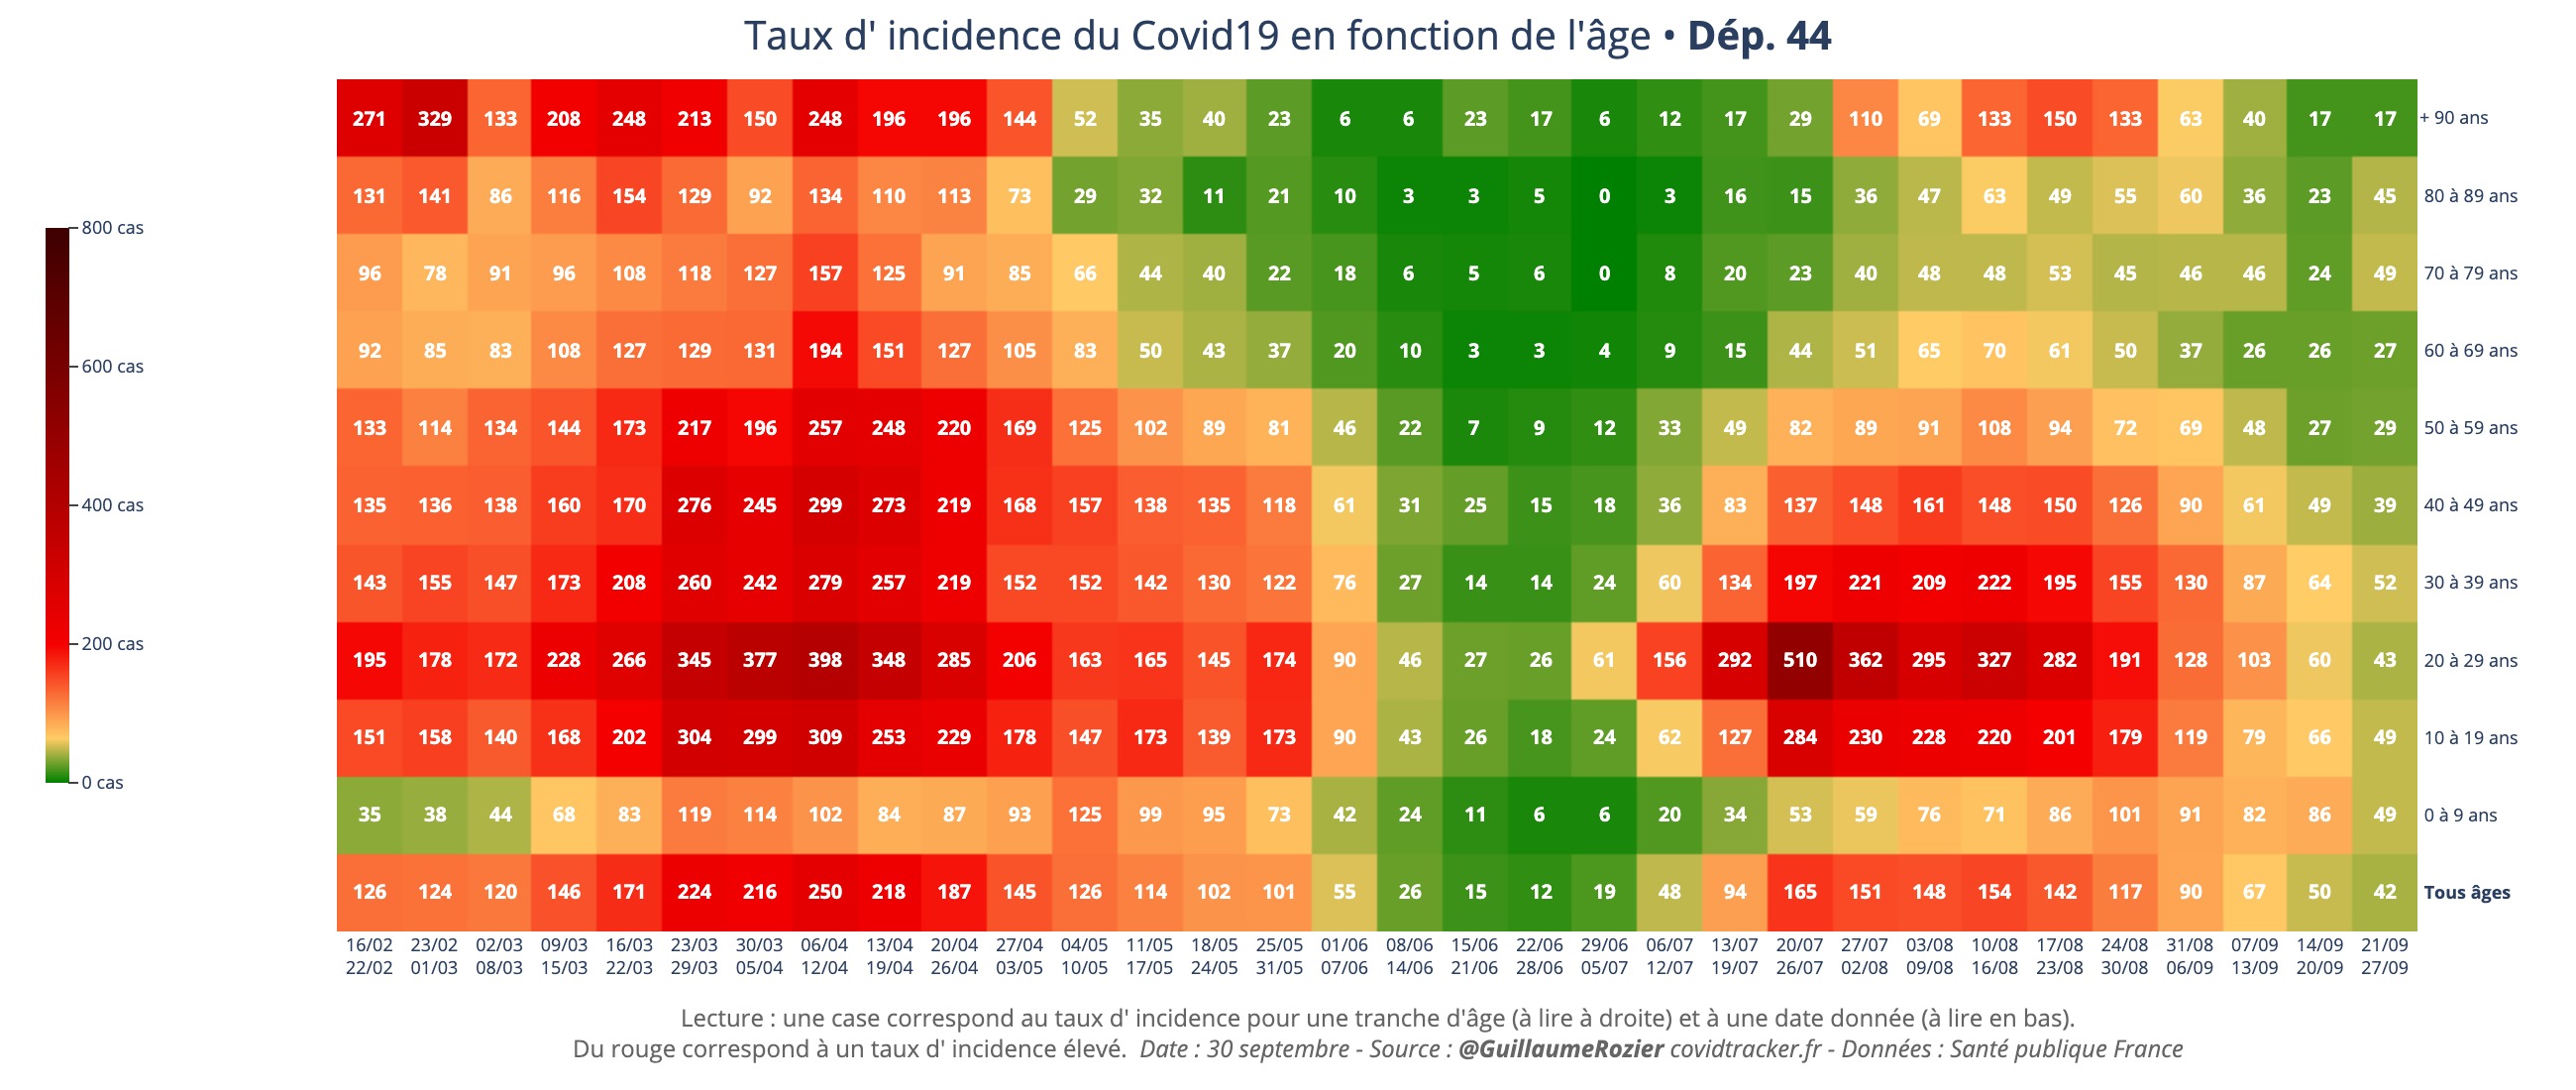 Taux d' incidence du Covid19 en fonction de l'âge • Dép. 44
800 cas
600 cas
400 cas
200 cas
0 cas
271 329 133 208 248 213 150 248 196 196 144 52 35 40 23 6 6 23 17 6 12 17 29 110 69 133 150 133 63 40 17 17 + 90 ans
131 141 86 116 154 129 92 134 110 113 73 29 32 11 21 10 3 3 5 0 3 16 15 36 47 63 49 55 60 36 23 45 80 à 89 ans
96 78 91 96 108 118 127 157 125 91 85 66 44 40 22 18 6 5 6 0 8 20 23 40 48 48 53 45 46 46 24 49 70 à 79 ans
92 85 83 108 127 129 131 194 151 127 105 83 50 43 37 20 10 3 3 4 9 15 44 51 65 70 61 50 37 26 26 27 60 à 69 ans
133 114 134 144 173 217 196 257 248 220 169 125 102 89 81 46 22 7 9 12 33 49 82 89 91 108 94 72 69 48 27 29 50 à 59 ans
135 136 138 160 170 276 245 299 273 219 168 157 138 135 118 61 31 25 15 18 36 83 137 148 161 148 150 126 90 61 49 39 40 à 49 ans
143 155 147 173 208 260 242 279 257 219 152 152 142 130 122 76 27 14 14 24 60 134 197 221 209 222 195 155 130 87 64 52 30 à 39 ans
195 178 172 228 266 345 377 398 348 285 206 163 165 145 174 90 46 27 26 61 156 292 510 362 295 327 282 191 128 103 60 43 20 à 29 ans
151 158 140 168 202 304 299 309 253 229 178 147 173 139 173 90 43 26 18 24 62 127 284 230 228 220 201 179 119 79 66 49 10 à 19 ans
35 38 44 68 83 119 114 102 84 87 93 125 99 95 73 42 24 11 6 6 20 34 53 59 76 71 86 101 91 82 86 49 0 à 9 ans
126 124 120 146 171 224 216 250 218 187 145 126 114 102 101 55 26 15 12 19 48 94 165 151 148 154 142 117 90 67 50 42 Tous âges
16/02 23/02 02/03 09/03 16/03 23/03 30/03 06/04 13/04 20/04 27/04 04/05 11/05 18/05 25/05 01/06 08/06 15/06 22/06 29/06 06/07 13/07 20/07 27/07 03/08 10/08 17/08 24/08 31/08 07/09 14/09 21/09
22/02 01/03 08/03 15/03 22/03 29/03 05/04 12/04 19/04 26/04 03/05 10/05 17/05 24/05 31/05 07/06 14/06 21/06 28/06 05/07 12/07 19/07 26/07 02/08 09/08 16/08 23/08 30/08 06/09 13/09 20/09 27/09
Lecture : une case correspond au taux d' incidence pour une tranche d'âge (à lire à droite) et à une date donnée (à lire en bas).
Du rouge correspond à un taux d' incidence élevé. Date : 30 septembre - Source : @GuillaumeRozier covidtracker.fr - Données : Santé publique France